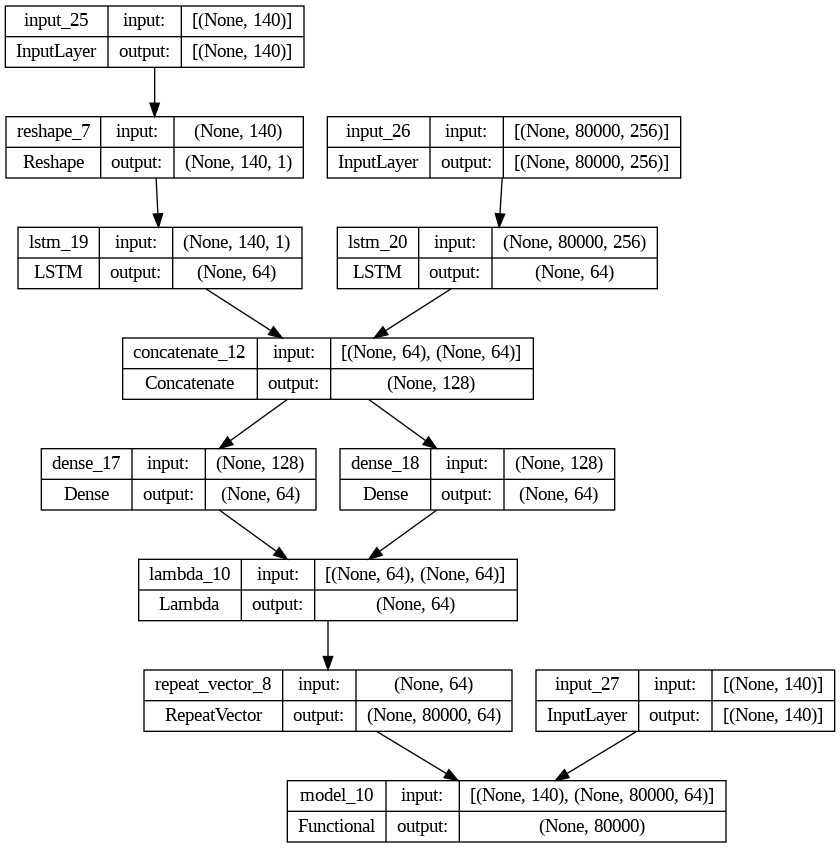 input_25 input: [(None, 140)]
InputLayer output: [(None, 140)]
reshape_7 input: (None, 140)
Reshape output: (None, 140, 1)
input_26 input: [(None, 80000, 256)]
InputLayer output: [(None, 80000, 256)]
lstm_19 input: (None, 140, 1)
LSTM output: (None, 64)
lstm_20 input: (None, 80000, 256)
LSTM output: (None, 64)
concatenate_12 input: [(None, 64), (None, 64)]
Concatenate output: (None, 128)
dense_17 input: (None, 128)
Dense output: (None, 64)
dense_18 input: (None, 128)
Dense output: (None, 64)
lambda_10 input: [(None, 64), (None, 64)]
Lambda output: (None, 64)
repeat_vector_8 input: (None, 64)
RepeatVector output: (None, 80000, 64)
input_27 input: [(None, 140)]
InputLayer output: [(None, 140)]
model_10 input: [(None, 140), (None, 80000, 64)]
Functional output: (None, 80000)